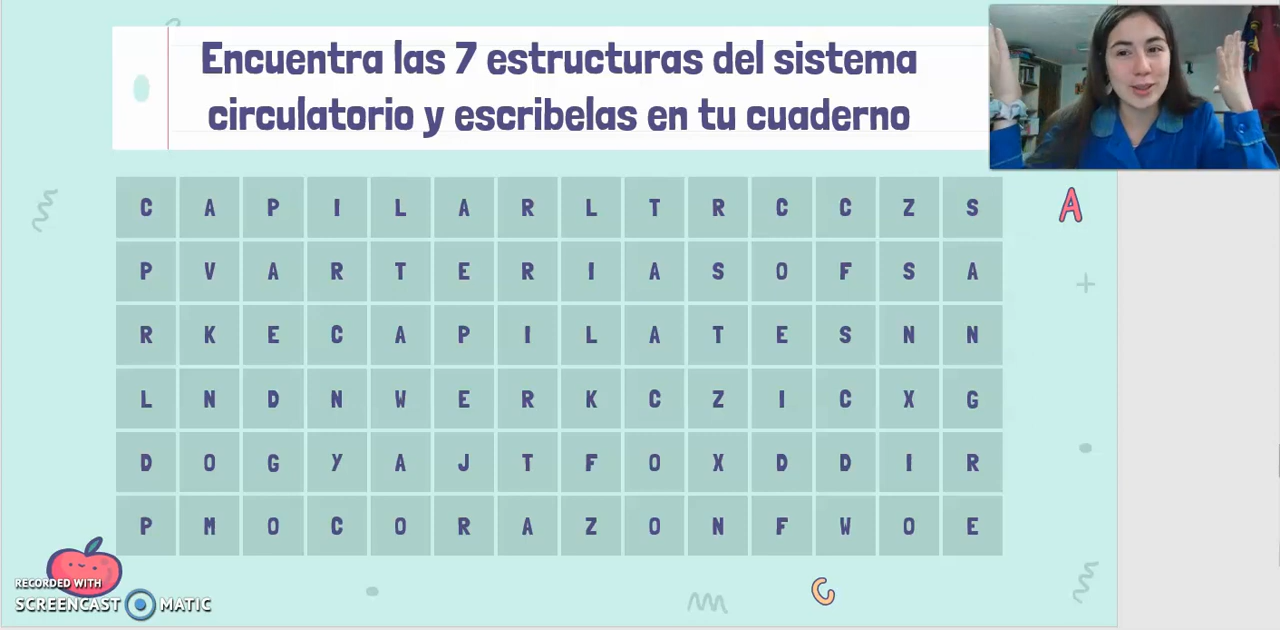 Encuentra las 7 estructuras del sistema
circulatorio y escribelas en tu cuaderno
C A P I L A R L T R C C Z S
A
P V A R T E R I A S O F S A
R K E C A P I L A T E S N N
L N D N W E R K C Z I C X G
D O G Y A J T F O X D D I R
P M O C O R A Z O N F W O E
RECORDED WITH
SCREENCAST MATIC